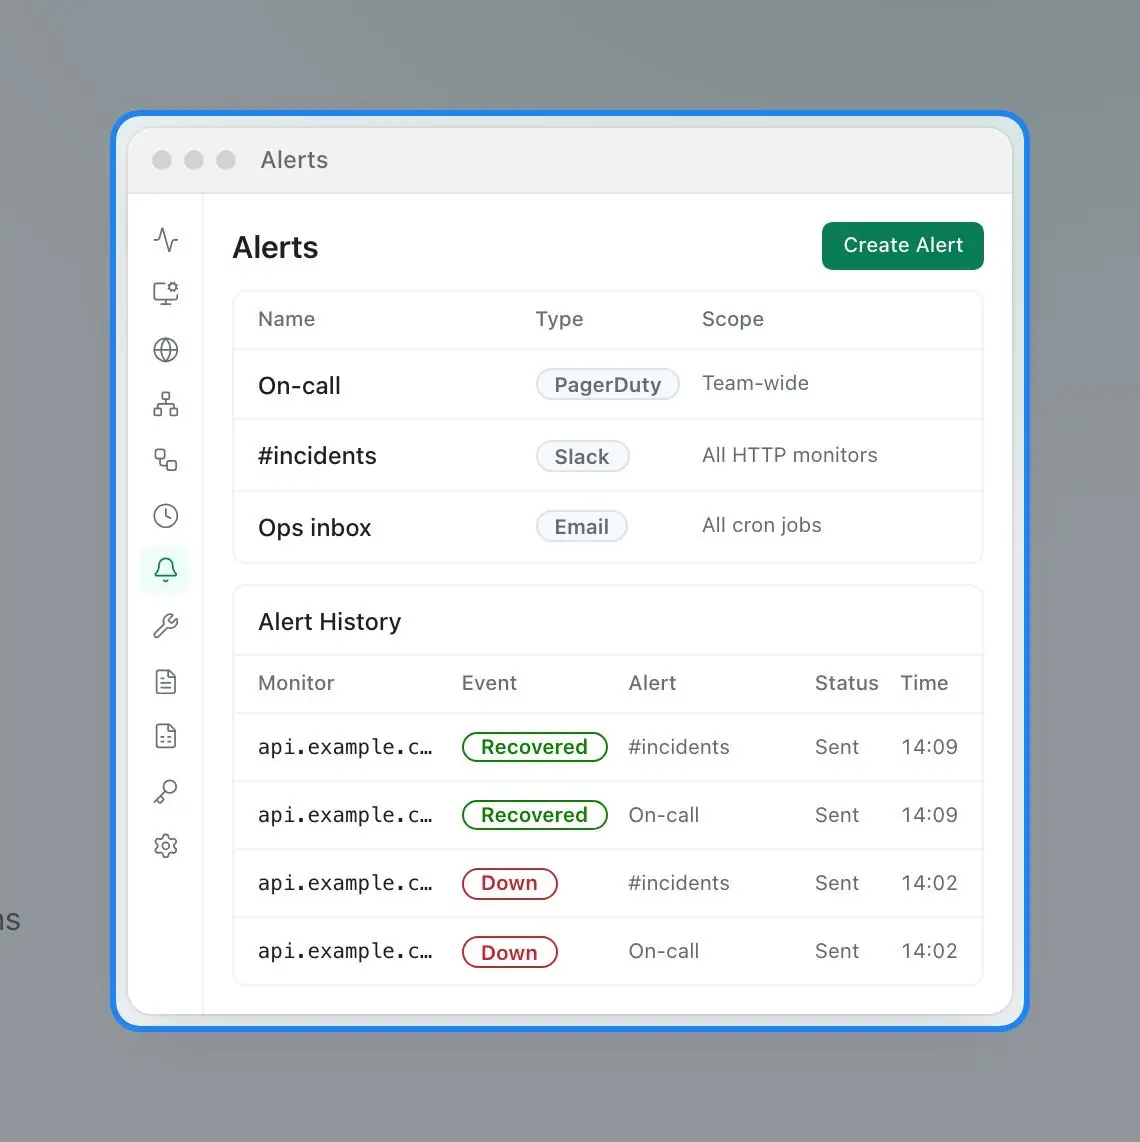 Alerts
Alerts
Create Alert
Name Type Scope
On-call PagerDuty Team-wide
#incidents Slack All HTTP monitors
Ops inbox Email All cron jobs
Alert History
Monitor Event Alert Status Time
api.example.c… Recovered #incidents Sent 14:09
api.example.c… Recovered On-call Sent 14:09
api.example.c… Down #incidents Sent 14:02
ns
api.example.c… Down On-call Sent 14:02